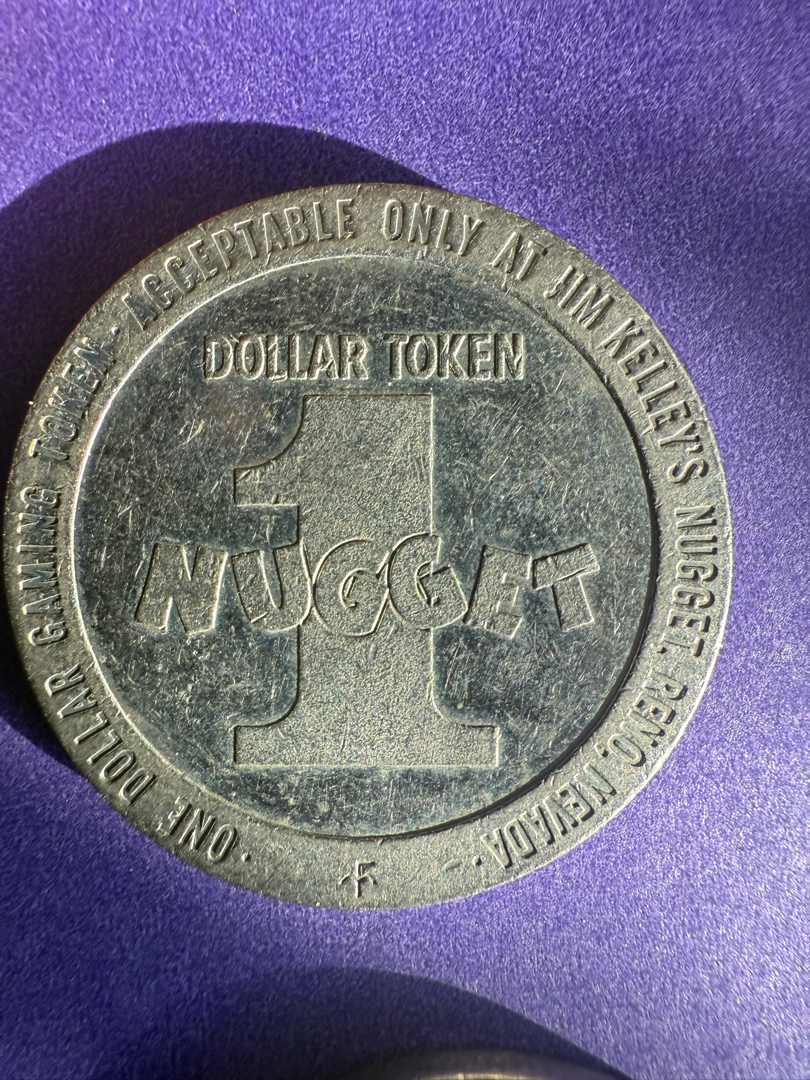 · ONE DOLLAR GAMING TOKEN · ACCEPTABLE ONLY AT JIM KELLEY'S NUGGET, RENO, NEVADA ·
DOLLAR TOKEN
1
NUGGET
F